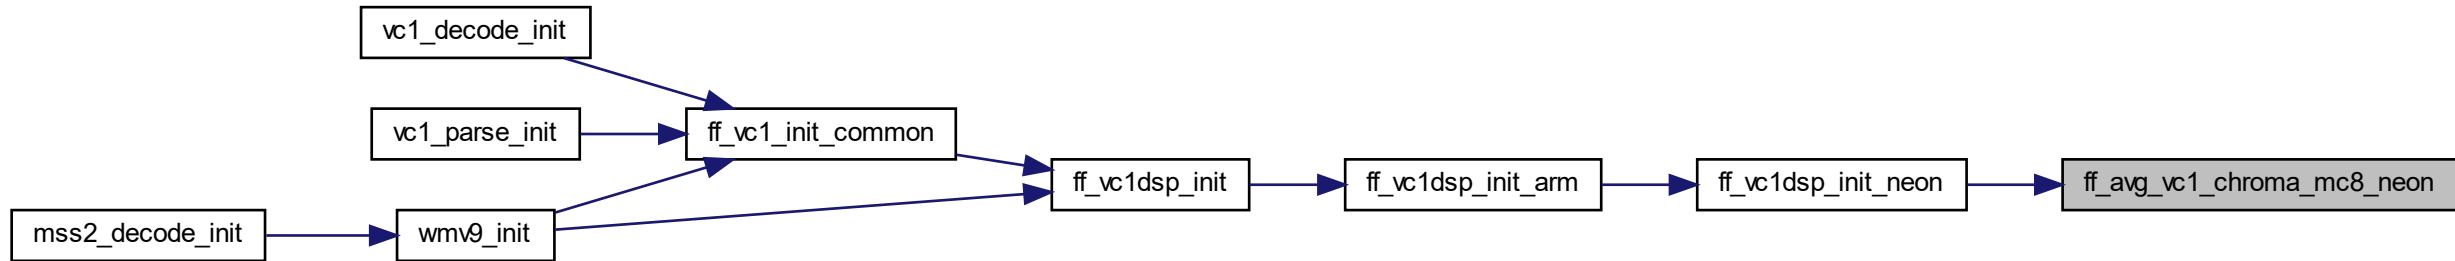 vc1_decode_init
vc1_parse_init
ff_vc1_init_common
ff_vc1dsp_init
ff_vc1dsp_init_arm
ff_vc1dsp_init_neon
ff_avg_vc1_chroma_mc8_neon
mss2_decode_init
wmv9_init